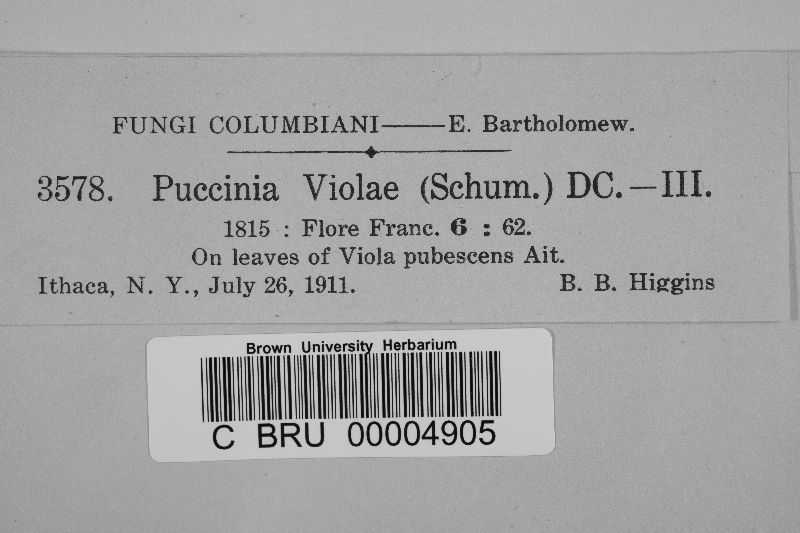 FUNGI COLUMBIANI—E. Bartholomew.
3578. Puccinia Violae (Schum.) DC.—III.
1815 : Flore Franc. 6 : 62.
On leaves of Viola pubescens Ait.
Ithaca, N. Y., July 26, 1911. B. B. Higgins
Brown University Herbarium
C BRU 00004905